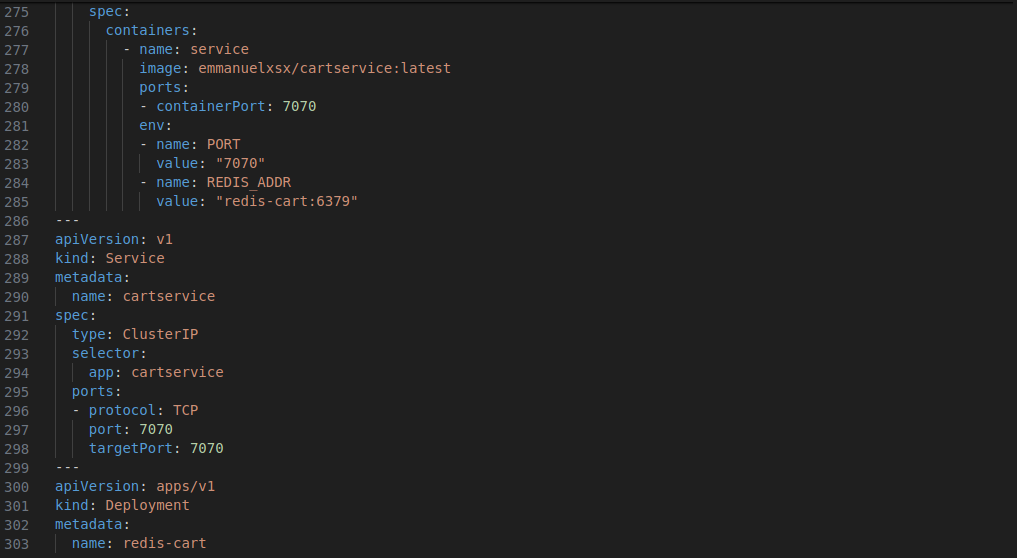 275 spec:
276 containers:
277 - name: service
278 image: emmanuelxsx/cartservice:latest
279 ports:
280 - containerPort: 7070
281 env:
282 - name: PORT
283 value: "7070"
284 - name: REDIS_ADDR
285 value: "redis-cart:6379"
286 ---
287 apiVersion: v1
288 kind: Service
289 metadata:
290 name: cartservice
291 spec:
292 type: ClusterIP
293 selector:
294 app: cartservice
295 ports:
296 - protocol: TCP
297 port: 7070
298 targetPort: 7070
299 ---
300 apiVersion: apps/v1
301 kind: Deployment
302 metadata:
303 name: redis-cart